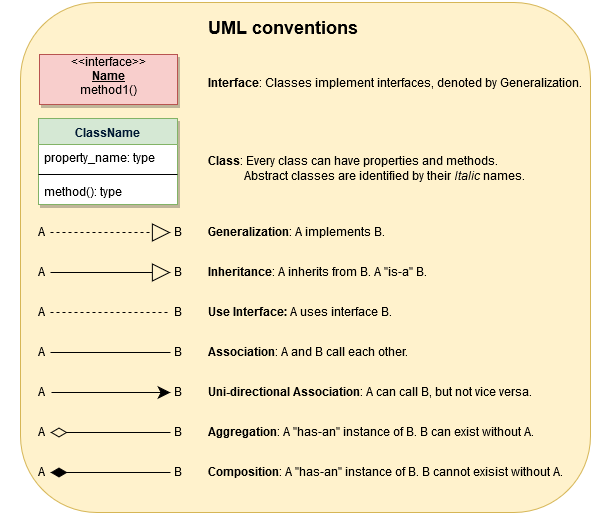 UML conventions
<<interface>>
Name
method1()
Interface: Classes implement interfaces, denoted by Generalization.
ClassName
property_name: type
method(): type
Class: Every class can have properties and methods.
Abstract classes are identified by their Italic names.
A B Generalization: A implements B.
A B Inheritance: A inherits from B. A "is-a" B.
A B Use Interface: A uses interface B.
A B Association: A and B call each other.
A B Uni-directional Association: A can call B, but not vice versa.
A B Aggregation: A "has-an" instance of B. B can exist without A.
A B Composition: A "has-an" instance of B. B cannot exisist without A.